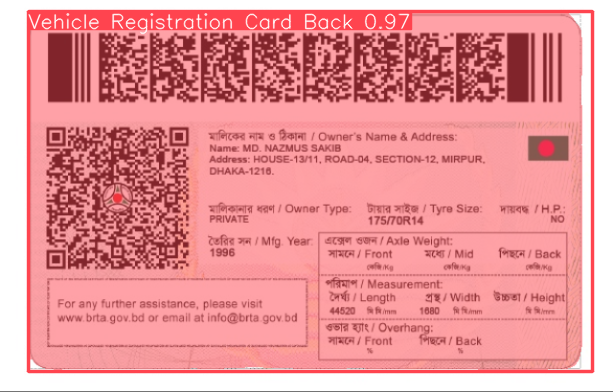 Vehicle Registration Card Back 0.97
মালিকের নাম ও ঠিকানা / Owner's Name & Address:
Name: MD. NAZMUS SAKIB
Address: HOUSE-13/11, ROAD-04, SECTION-12, MIRPUR,
DHAKA-1216.
মালিকানার ধরণ / Owner Type: টায়ার সাইজ / Tyre Size: দায়বদ্ধ / H.P.:
PRIVATE 175/70R14 NO
তৈরির সন / Mfg. Year: এক্সেল ওজন / Axle Weight:
1996 সামনে / Front মধ্যে / Mid পিছনে / Back
কেজি/Kg কেজি/Kg কেজি/Kg
পরিমাপ / Measurement:
দৈর্ঘ্য / Length প্রস্থ / Width উচ্চতা / Height
44520 মি মি/mm 1680 মি মি/mm মি মি/mm
ওভার হ্যাং / Overhang:
সামনে / Front পিছনে / Back
% %
For any further assistance, please visit
www.brta.gov.bd or email at info@brta.gov.bd